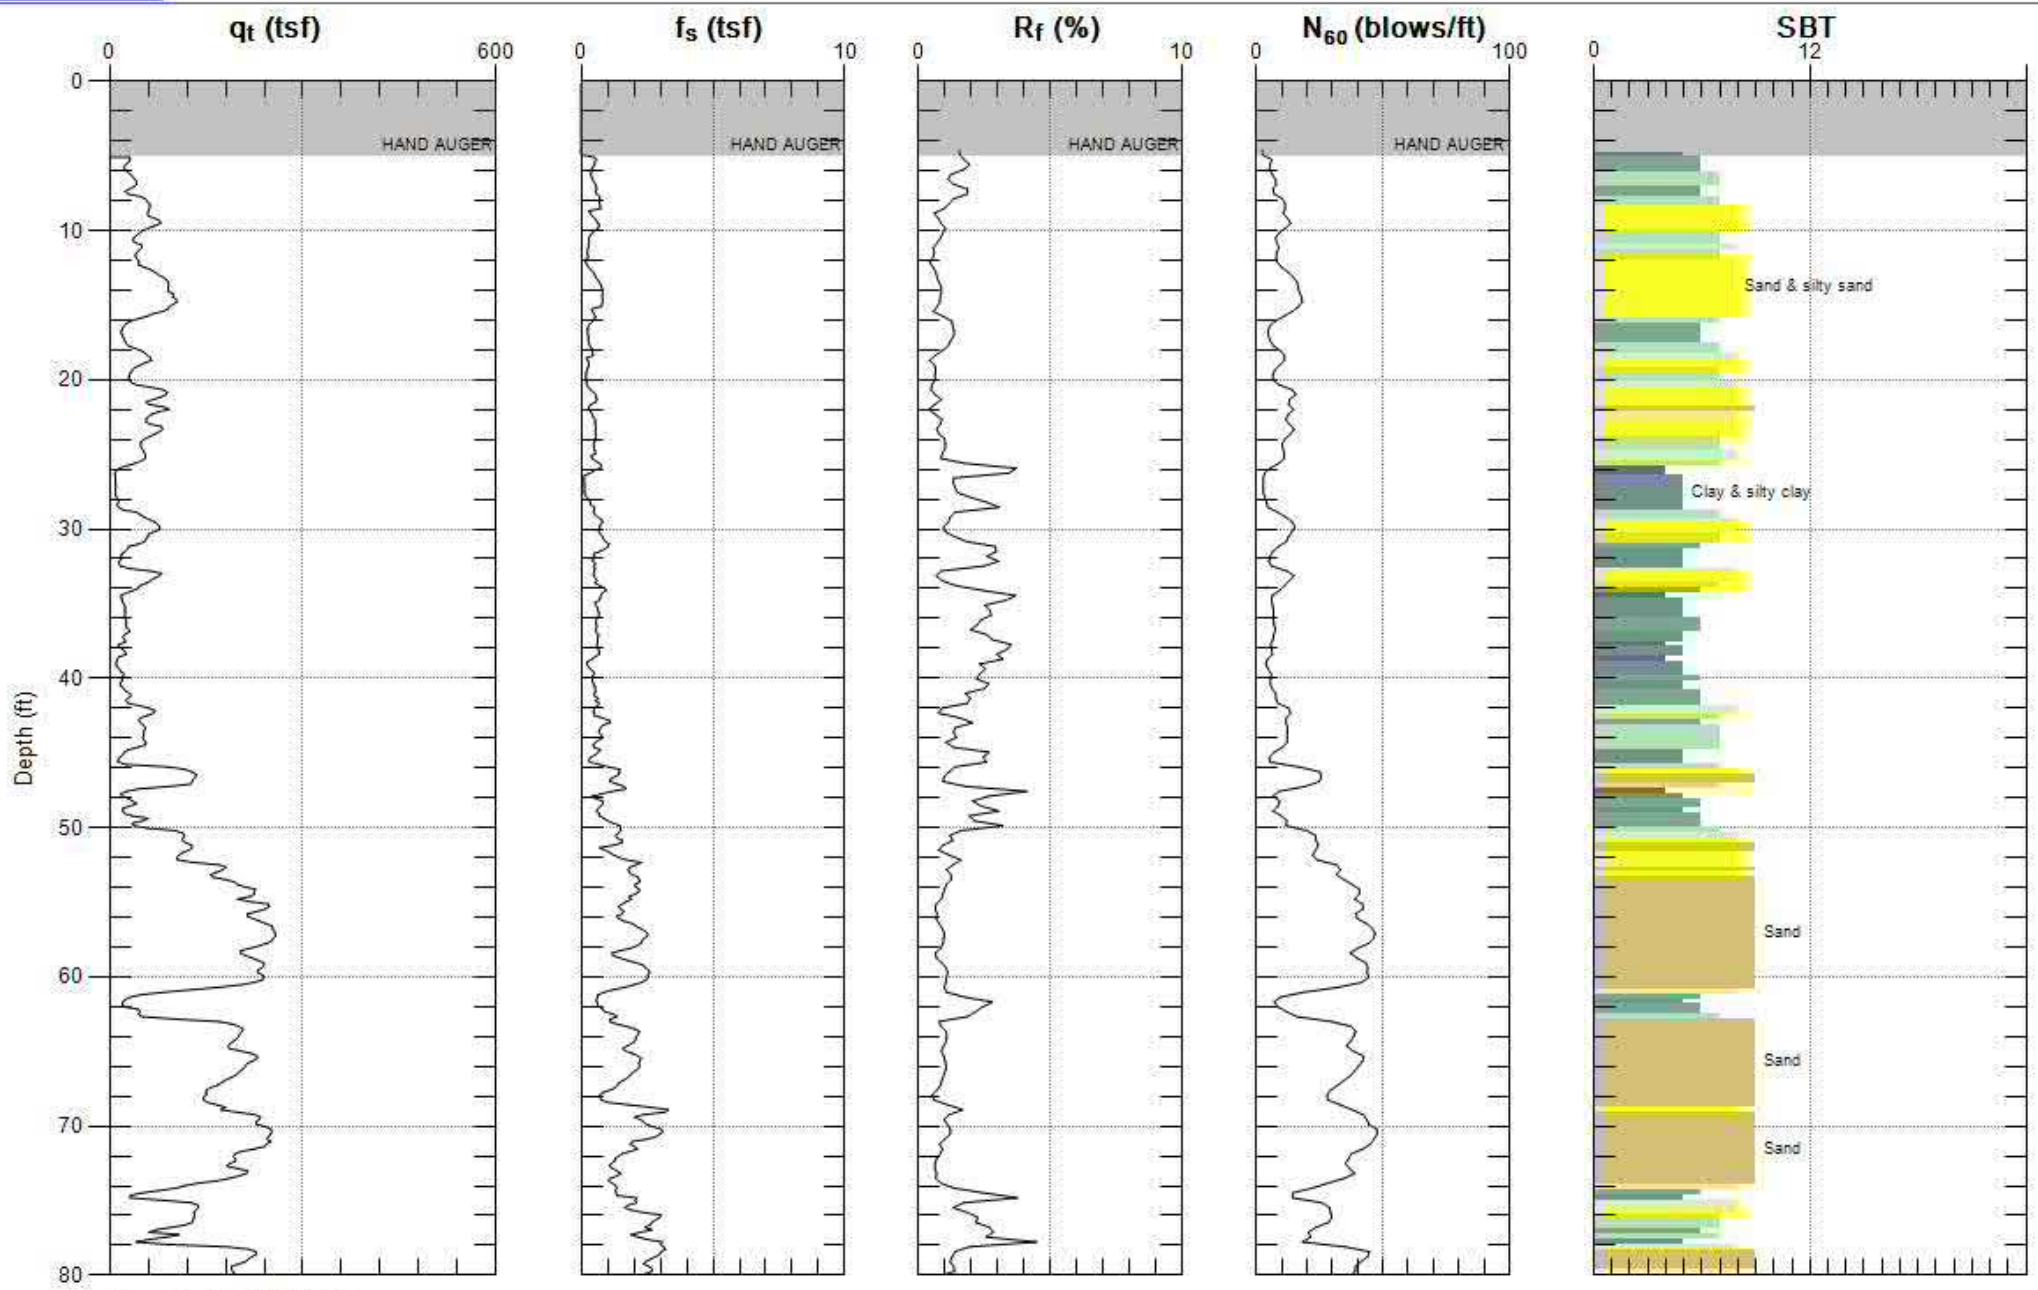 qt (tsf) fs (tsf) Rf (%) N60 (blows/ft) SBT
0 600 0 10 0 10 0 100 0 12
0
HAND AUGER HAND AUGER HAND AUGER HAND AUGER
10
Sand & silty sand
20
Clay & silty clay
30
40
Depth (ft)
50
Sand
60
Sand
70
Sand
80